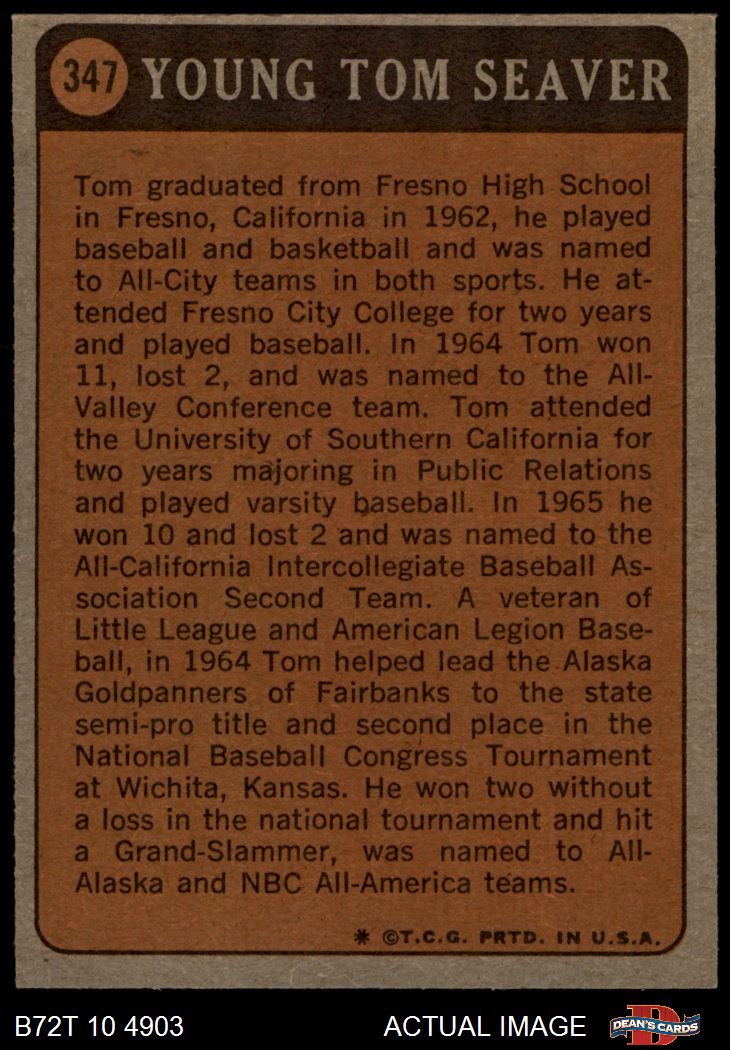 347 YOUNG TOM SEAVER
Tom graduated from Fresno High School
in Fresno, California in 1962, he played
baseball and basketball and was named
to All-City teams in both sports. He at-
tended Fresno City College for two years
and played baseball. In 1964 Tom won
11, lost 2, and was named to the All-
Valley Conference team. Tom attended
the University of Southern California for
two years majoring in Public Relations
and played varsity baseball. In 1965 he
won 10 and lost 2 and was named to the
All-California Intercollegiate Baseball As-
sociation Second Team. A veteran of
Little League and American Legion Base-
ball, in 1964 Tom helped lead the Alaska
Goldpanners of Fairbanks to the state
semi-pro title and second place in the
National Baseball Congress Tournament
at Wichita, Kansas. He won two without
a loss in the national tournament and hit
a Grand-Slammer, was named to All-
Alaska and NBC All-America teams.
* ©T.C.G. PRTD. IN U.S.A.
B72T 10 4903 ACTUAL IMAGE D DEAN'S CARDS